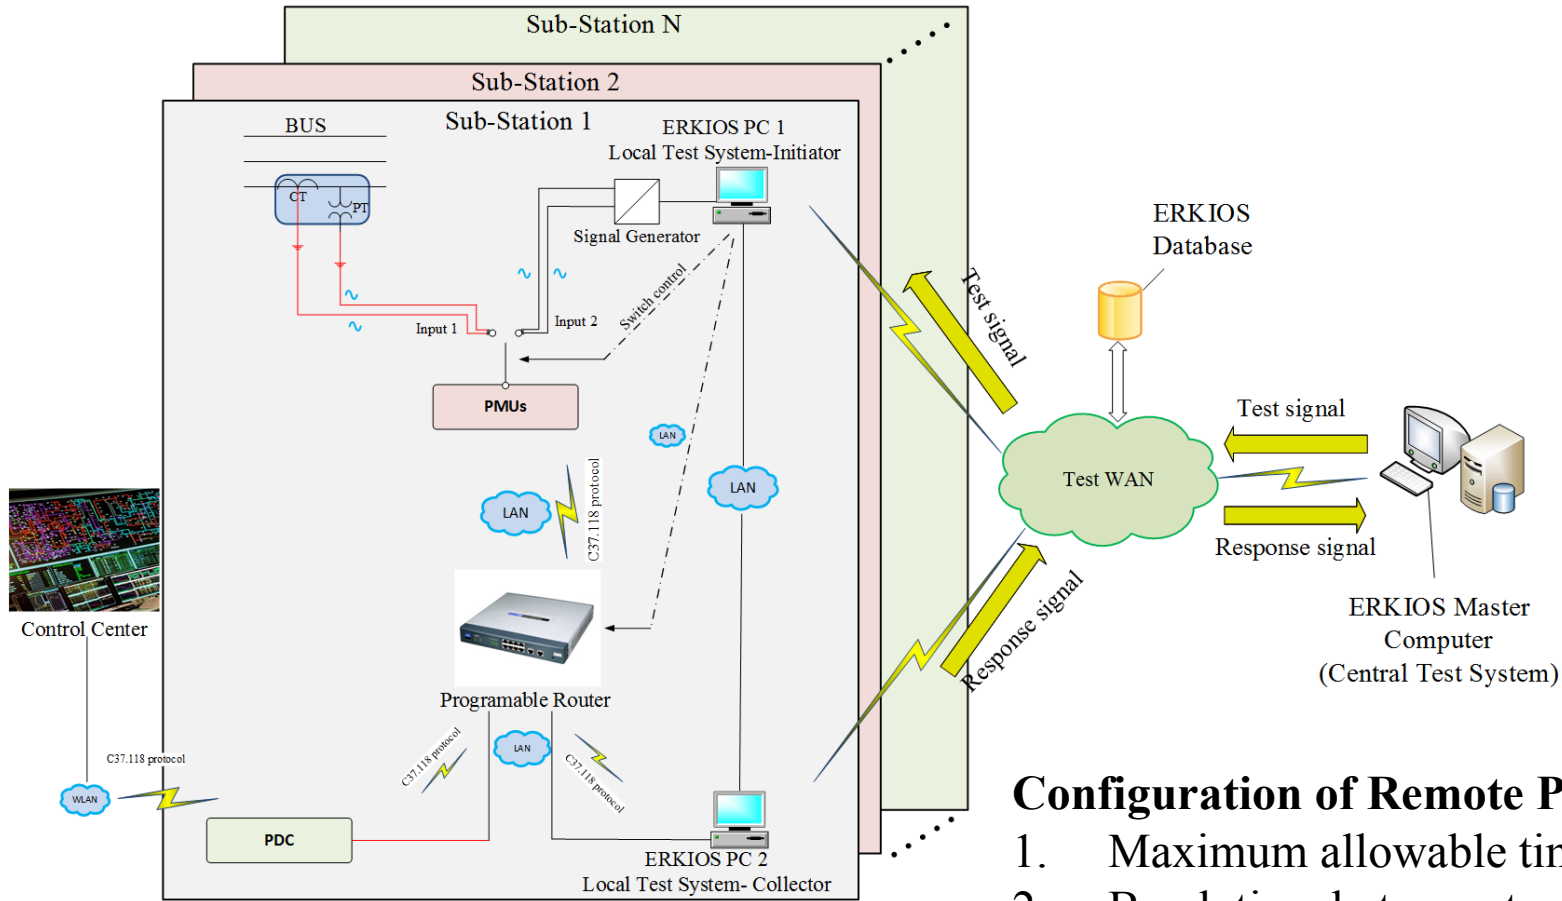 Sub-Station N
Sub-Station 2
Sub-Station 1
BUS
CT
PT
ERKIOS PC 1
Local Test System-Initiator
Signal Generator
Switch control
Input 1
Input 2
PMUs
LAN
LAN
LAN
C37.118 protocol
Programable Router
C37.118 protocol
LAN
C37.118 protocol
Control Center
C37.118 protocol
WLAN
PDC
ERKIOS PC 2
Local Test System- Collector
Test signal
Response signal
ERKIOS
Database
Test WAN
Test signal
Response signal
ERKIOS Master
Computer
(Central Test System)
Configuration of Remote P
1. Maximum allowable tin